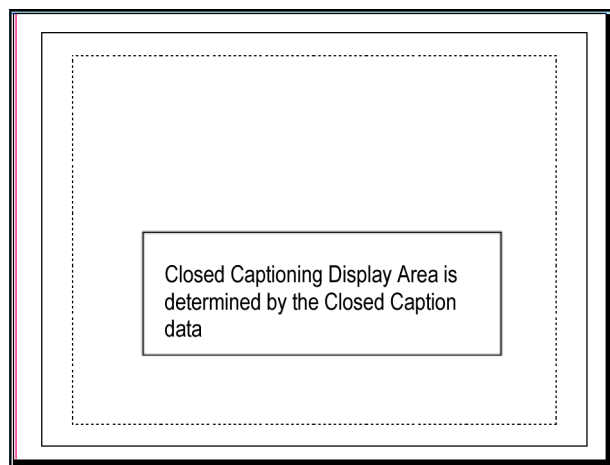 Closed Captioning Display Area is
determined by the Closed Caption
data